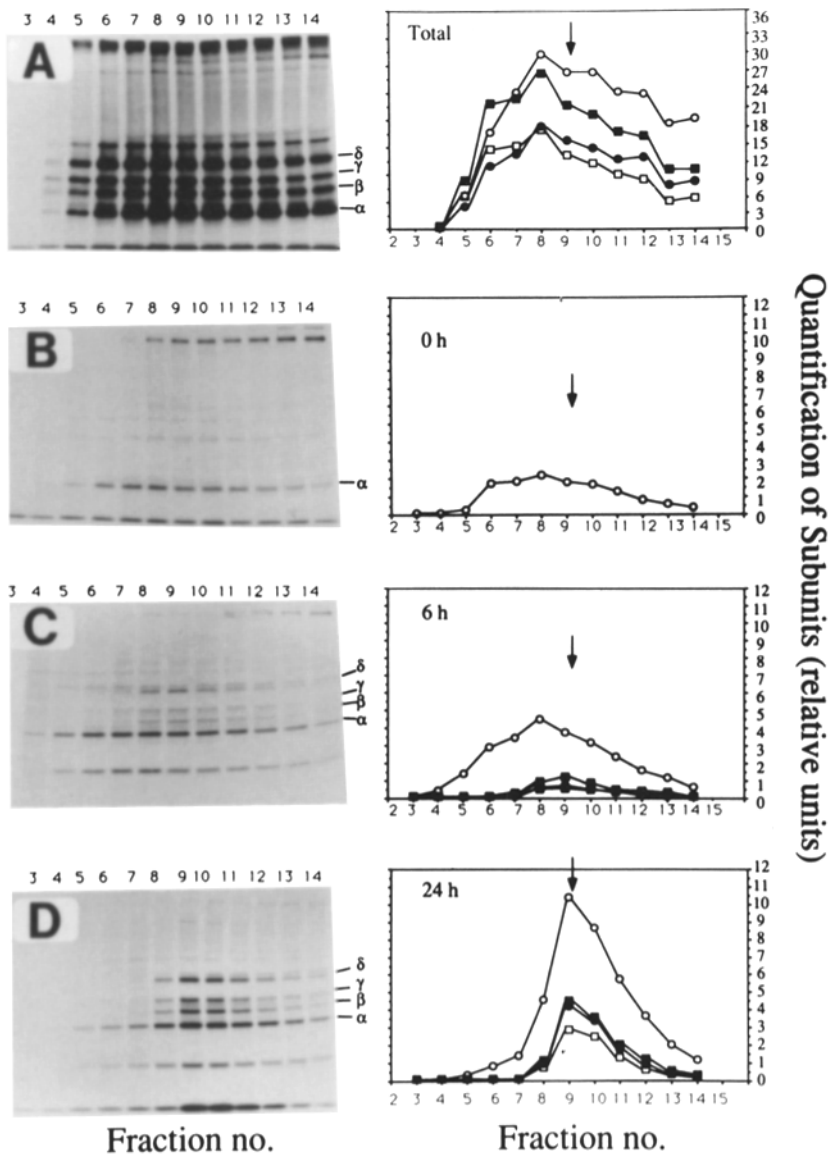 3 4 5 6 7 8 9 10 11 12 13 14
A
δ
γ
β
α
Total
36
33
30
27
24
21
18
15
12
9
6
3
0
2 3 4 5 6 7 8 9 10 11 12 13 14 15
3 4 5 6 7 8 9 10 11 12 13 14
B
α
0 h
12
11
10
9
8
7
6
5
4
3
2
1
0
2 3 4 5 6 7 8 9 10 11 12 13 14 15
3 4 5 6 7 8 9 10 11 12 13 14
C
δ
γ
β
α
6 h
12
11
10
9
8
7
6
5
4
3
2
1
0
2 3 4 5 6 7 8 9 10 11 12 13 14 15
3 4 5 6 7 8 9 10 11 12 13 14
D
δ
γ
β
α
24 h
12
11
10
9
8
7
6
5
4
3
2
1
0
2 3 4 5 6 7 8 9 10 11 12 13 14 15
Fraction no.
Fraction no.
Quantification of Subunits (relative units)